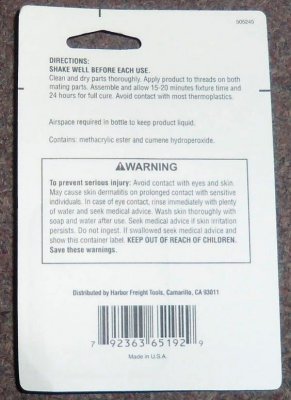 505245
DIRECTIONS:
SHAKE WELL BEFORE EACH USE.
Clean and dry parts thoroughly. Apply product to threads on both
mating parts. Assemble and allow 15-20 minutes fixture time and
24 hours for full cure. Avoid contact with most thermoplastics.
Airspace required in bottle to keep product liquid.
Contains: methacrylic ester and cumene hydroperoxide.
⚠WARNING
To prevent serious injury: Avoid contact with eyes and skin.
May cause skin dermatitis on prolonged contact with sensitive
individuals. In case of eye contact, rinse immediately with plenty
of water and seek medical advice. Wash skin thoroughly with
soap and water after use. Seek medical advice if skin irritation
persists. Do not ingest. If swallowed seek medical advice and
show this container label. KEEP OUT OF REACH OF CHILDREN.
Save these warnings.
Distributed by Harbor Freight Tools, Camarillo, CA 93011
7 92363 65192 9
Made in U.S.A.